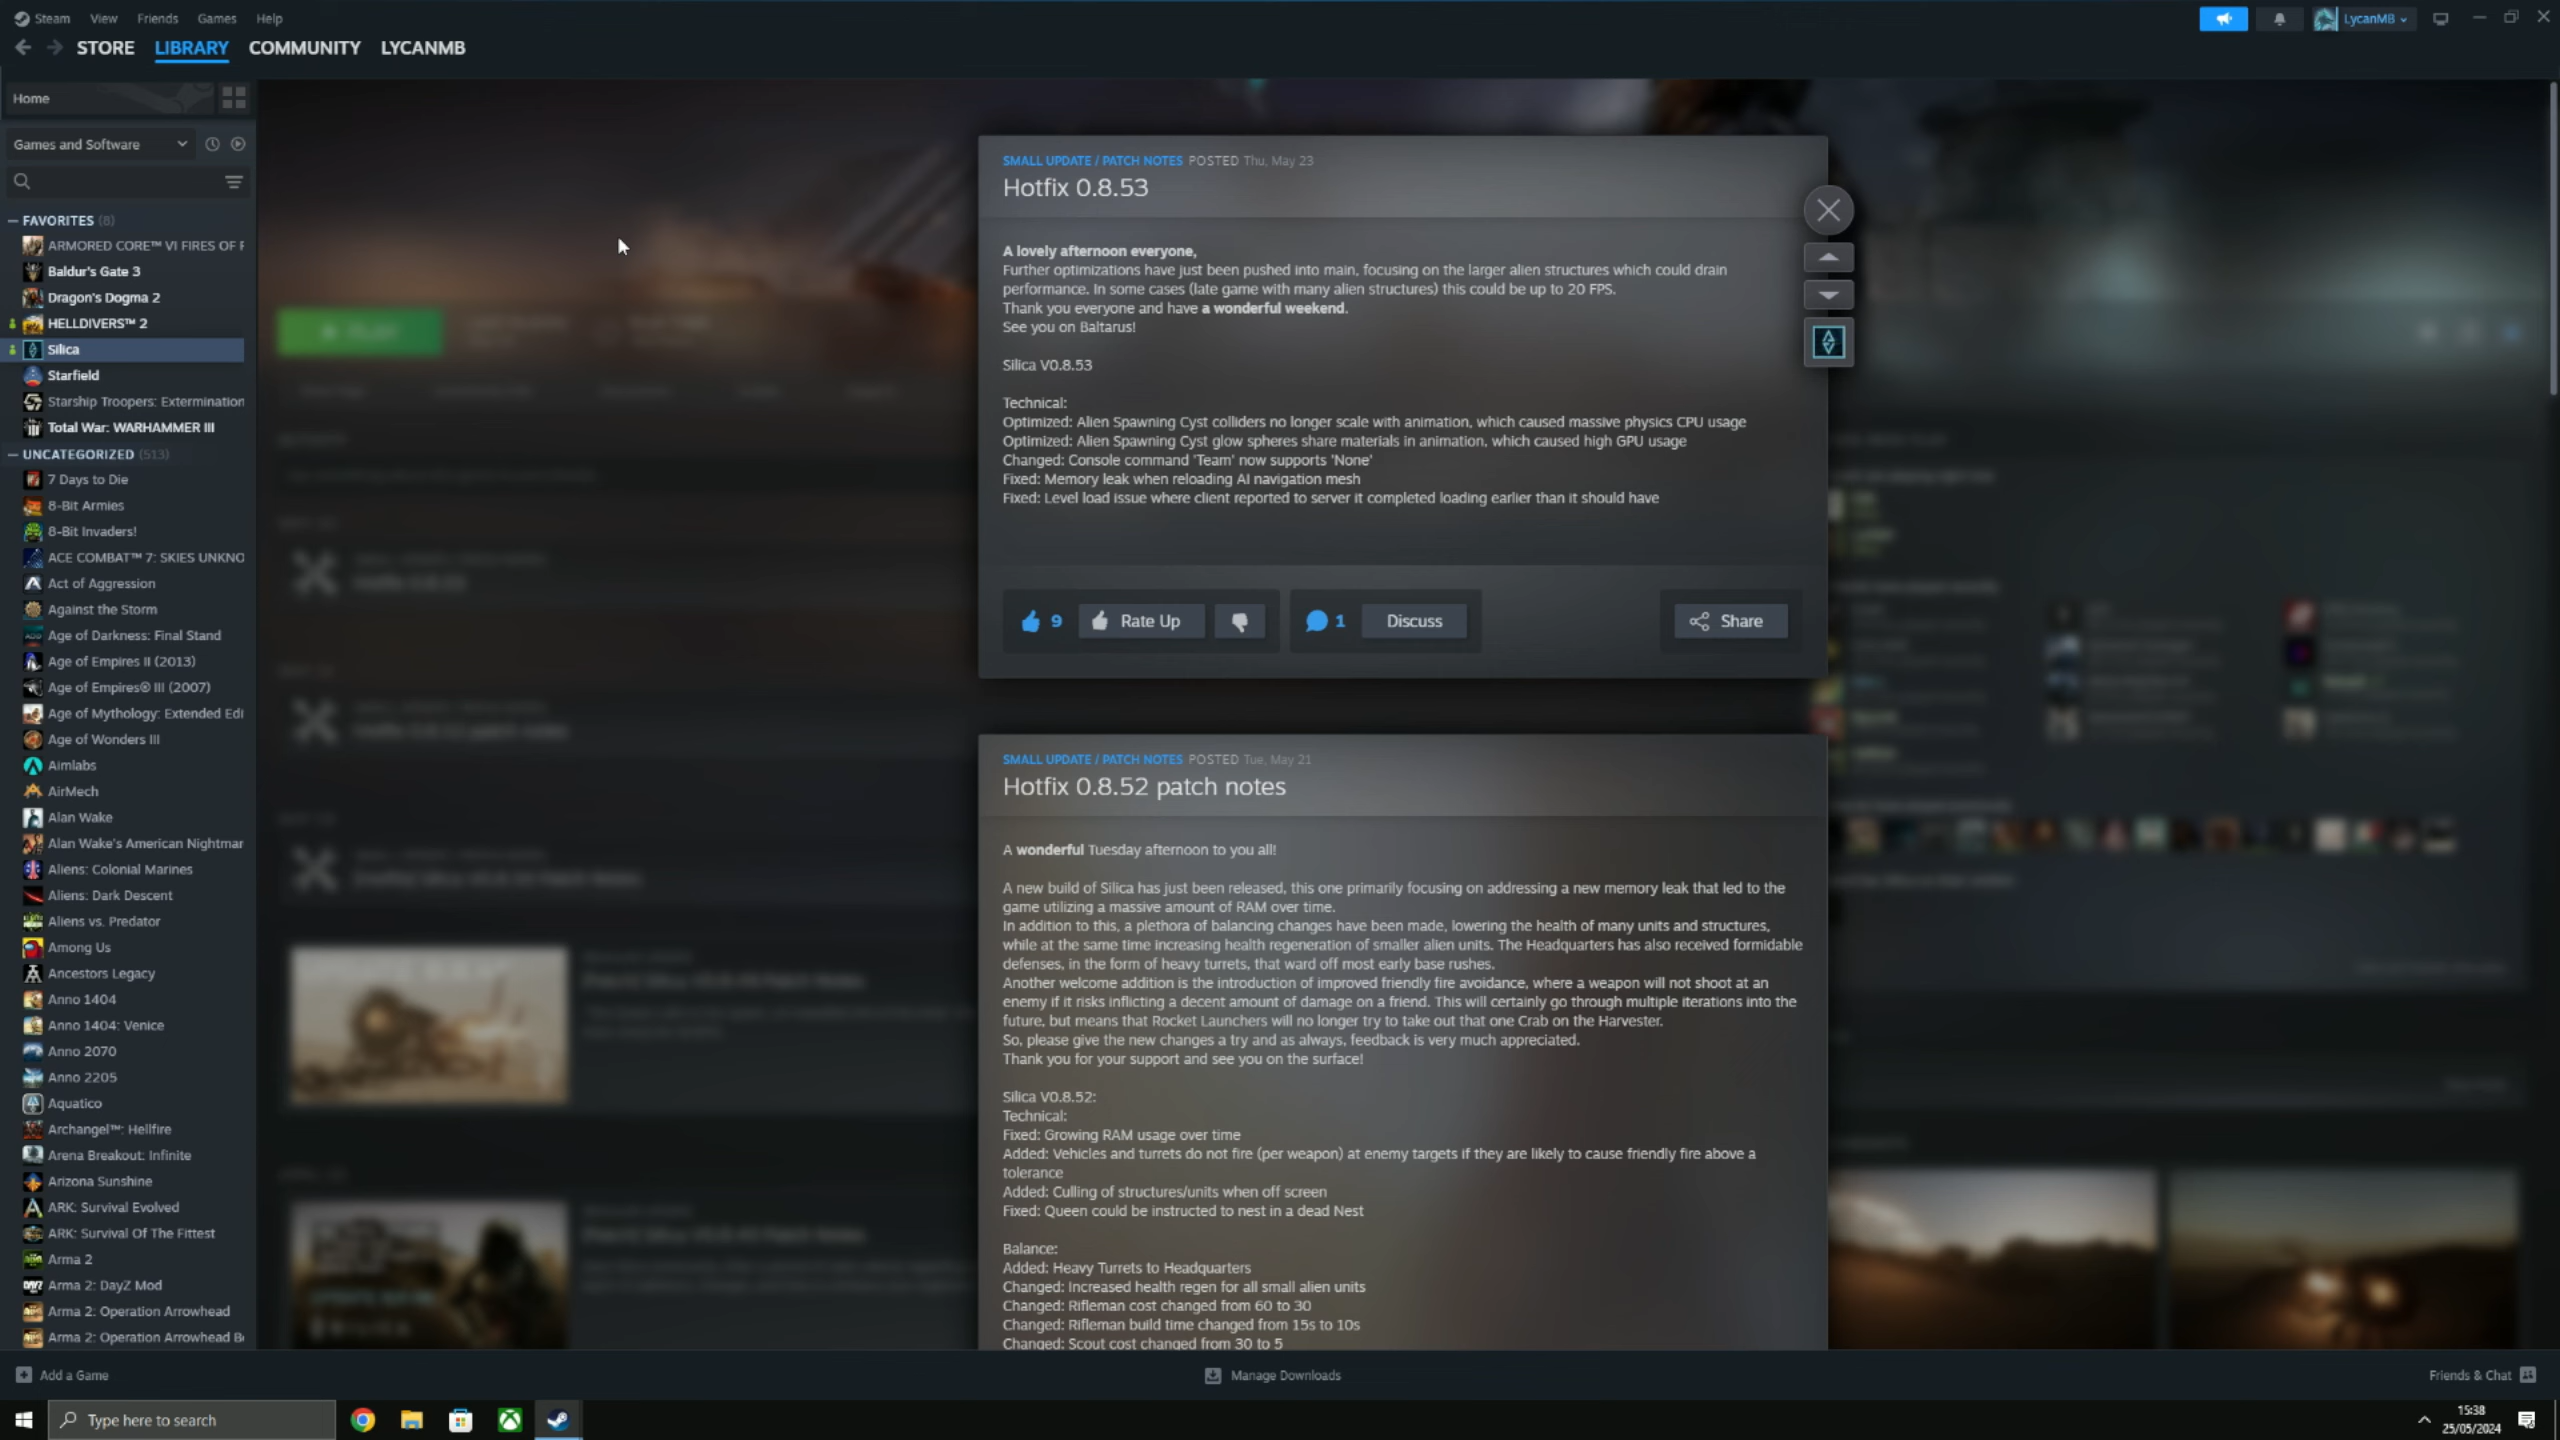 Steam View Friends Games Help
LycanMB
STORE LIBRARY COMMUNITY LYCANMB
Home
Games and Software
FAVORITES (8)
ARMORED CORE™ VI FIRES OF F
Baldur's Gate 3
Dragon's Dogma 2
HELLDIVERS™ 2
Silica
Starfield
Starship Troopers: Extermination
Total War: WARHAMMER III
UNCATEGORIZED (513)
7 Days to Die
8-Bit Armies
8-Bit Invaders!
ACE COMBAT™ 7: SKIES UNKNO
Act of Aggression
Against the Storm
Age of Darkness: Final Stand
Age of Empires II (2013)
Age of Empires® III (2007)
Age of Mythology: Extended Edi
Age of Wonders III
Aimlabs
AirMech
Alan Wake
Alan Wake's American Nightmar
Aliens: Colonial Marines
Aliens: Dark Descent
Aliens vs. Predator
Among Us
Ancestors Legacy
Anno 1404
Anno 1404: Venice
Anno 2070
Anno 2205
Aquatico
Archangel™: Hellfire
Arena Breakout: Infinite
Arizona Sunshine
ARK: Survival Evolved
ARK: Survival Of The Fittest
Arma 2
Arma 2: DayZ Mod
Arma 2: Operation Arrowhead
Arma 2: Operation Arrowhead Be
SMALL UPDATE / PATCH NOTES POSTED Thu, May 23
Hotfix 0.8.53
A lovely afternoon everyone,
Further optimizations have just been pushed into main, focusing on the larger alien structures which could drain
performance. In some cases (late game with many alien structures) this could be up to 20 FPS.
Thank you everyone and have a wonderful weekend.
See you on Baltarus!
Silica V0.8.53
Technical:
Optimized: Alien Spawning Cyst colliders no longer scale with animation, which caused massive physics CPU usage
Optimized: Alien Spawning Cyst glow spheres share materials in animation, which caused high GPU usage
Changed: Console command 'Team' now supports 'None'
Fixed: Memory leak when reloading AI navigation mesh
Fixed: Level load issue where client reported to server it completed loading earlier than it should have
9 Rate Up 1 Discuss Share
SMALL UPDATE / PATCH NOTES POSTED Tue, May 21
Hotfix 0.8.52 patch notes
A wonderful Tuesday afternoon to you all!
A new build of Silica has just been released, this one primarily focusing on addressing a new memory leak that led to the
game utilizing a massive amount of RAM over time.
In addition to this, a plethora of balancing changes have been made, lowering the health of many units and structures,
while at the same time increasing health regeneration of smaller alien units. The Headquarters has also received formidable
defenses, in the form of heavy turrets, that ward off most early base rushes.
Another welcome addition is the introduction of improved friendly fire avoidance, where a weapon will not shoot at an
enemy if it risks inflicting a decent amount of damage on a friend. This will certainly go through multiple iterations into the
future, but means that Rocket Launchers will no longer try to take out that one Crab on the Harvester.
So, please give the new changes a try and as always, feedback is very much appreciated.
Thank you for your support and see you on the surface!
Silica V0.8.52:
Technical:
Fixed: Growing RAM usage over time
Added: Vehicles and turrets do not fire (per weapon) at enemy targets if they are likely to cause friendly fire above a
tolerance
Added: Culling of structures/units when off screen
Fixed: Queen could be instructed to nest in a dead Nest
Balance:
Added: Heavy Turrets to Headquarters
Changed: Increased health regen for all small alien units
Changed: Rifleman cost changed from 60 to 30
Changed: Rifleman build time changed from 15s to 10s
Changed: Scout cost changed from 30 to 5
Add a Game
Manage Downloads
Friends & Chat
Type here to search
15:38
25/05/2024